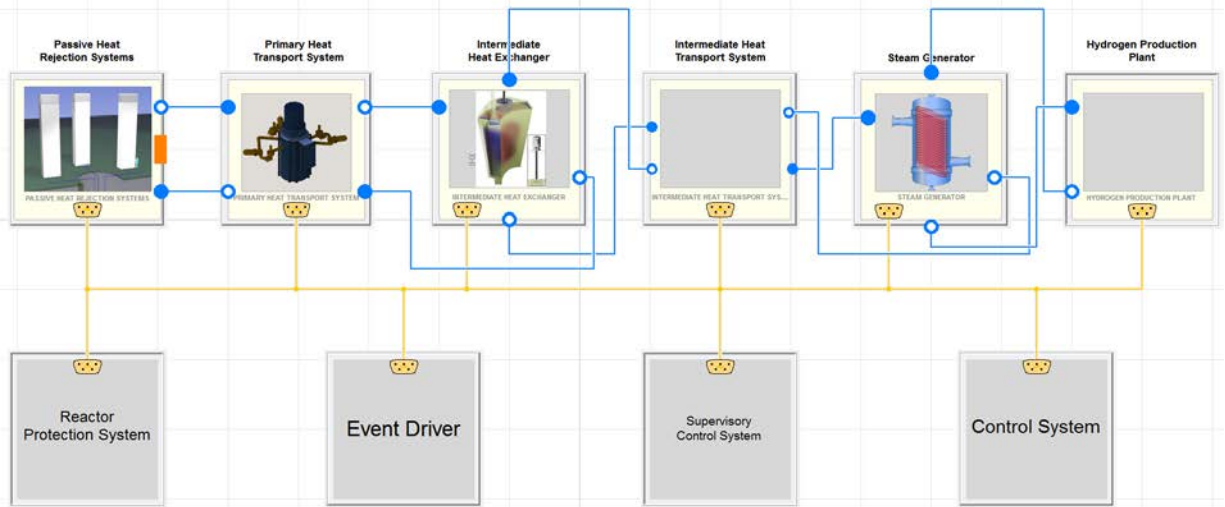 Passive Heat
Rejection Systems
Primary Heat
Transport System
Intermediate
Heat Exchanger
Intermediate Heat
Transport System
Steam Generator
Hydrogen Production
Plant
PASSIVE HEAT REJECTION SYSTEMS
PRIMARY HEAT TRANSPORT SYSTEM
INTERMEDIATE HEAT EXCHANGER
INTERMEDIATE HEAT TRANSPORT SYS...
STEAM GENERATOR
HYDROGEN PRODUCTION PLANT
Reactor
Protection System
Event Driver
Supervisory
Control System
Control System